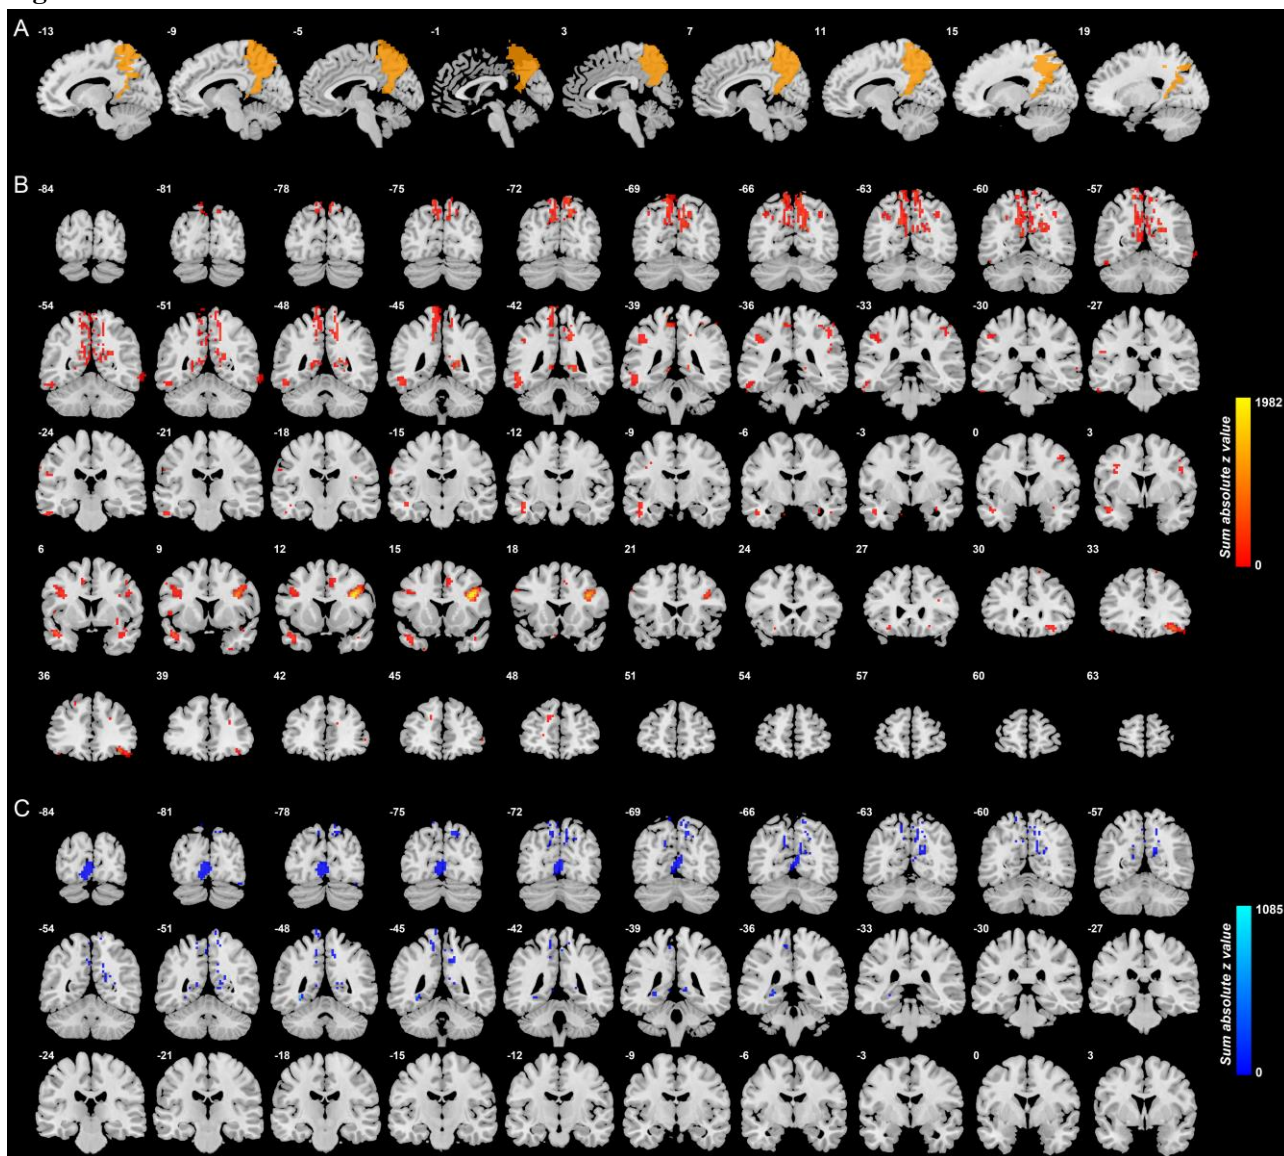 A -13 -9 -5 -1 3 7 11 15 19
B -84 -81 -78 -75 -72 -69 -66 -63 -60 -57
-54 -51 -48 -45 -42 -39 -36 -33 -30 -27
1982
Sum absolute z value
0
-24 -21 -18 -15 -12 -9 -6 -3 0 3
6 9 12 15 18 21 24 27 30 33
36 39 42 45 48 51 54 57 60 63
C -84 -81 -78 -75 -72 -69 -66 -63 -60 -57
1085
Sum absolute z value
0
-54 -51 -48 -45 -42 -39 -36 -33 -30 -27
-24 -21 -18 -15 -12 -9 -6 -3 0 3